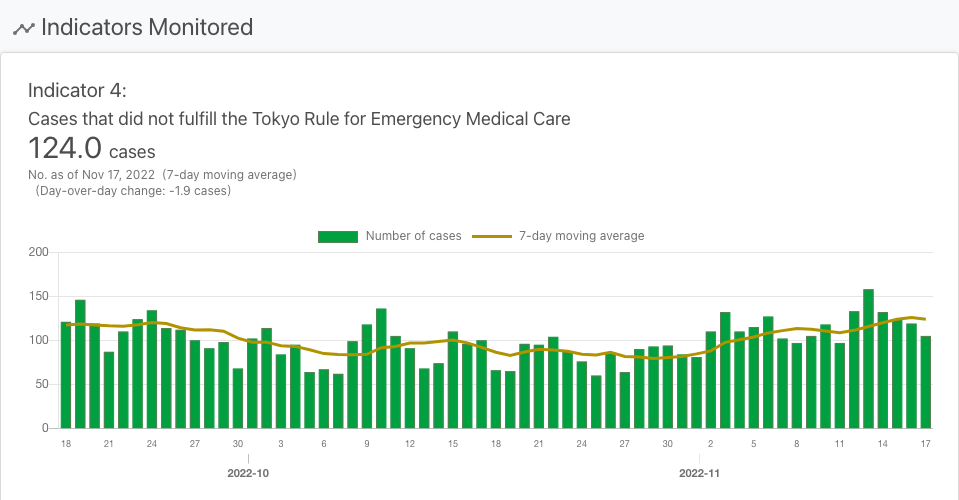 Indicators Monitored
Indicator 4:
Cases that did not fulfill the Tokyo Rule for Emergency Medical Care
124.0 cases
No. as of Nov 17, 2022 (7-day moving average)
(Day-over-day change: -1.9 cases)
Number of cases 7-day moving average
200
150
100
50
0
18 21 24 27 30 3 6 9 12 15 18 21 24 27 30 2 5 8 11 14 17
2022-10 2022-11